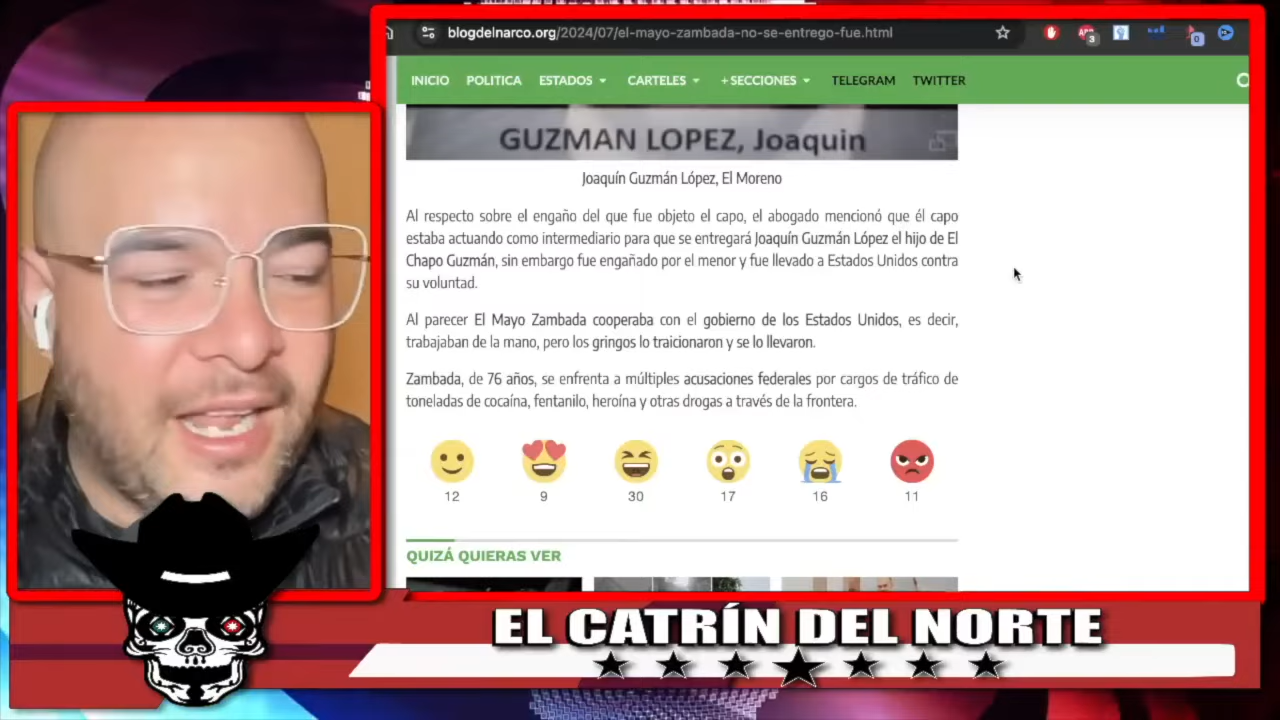 blogdelnarco.org/2024/07/el-mayo-zambada-no-se-entrego-fue.html
3
0
INICIO POLITICA ESTADOS CARTELES + SECCIONES TELEGRAM TWITTER
GUZMAN LOPEZ, Joaquin
Joaquín Guzmán López, El Moreno
Al respecto sobre el engaño del que fue objeto el capo, el abogado mencionó que él capo
estaba actuando como intermediario para que se entregará Joaquín Guzmán López el hijo de El
Chapo Guzmán, sin embargo fue engañado por el menor y fue llevado a Estados Unidos contra
su voluntad.
Al parecer El Mayo Zambada cooperaba con el gobierno de los Estados Unidos, es decir,
trabajaban de la mano, pero los gringos lo traicionaron y se lo llevaron.
Zambada, de 76 años, se enfrenta a múltiples acusaciones federales por cargos de tráfico de
toneladas de cocaína, fentanilo, heroína y otras drogas a través de la frontera.
12 9 30 17 16 11
QUIZÁ QUIERAS VER
EL CATRÍN DEL NORTE